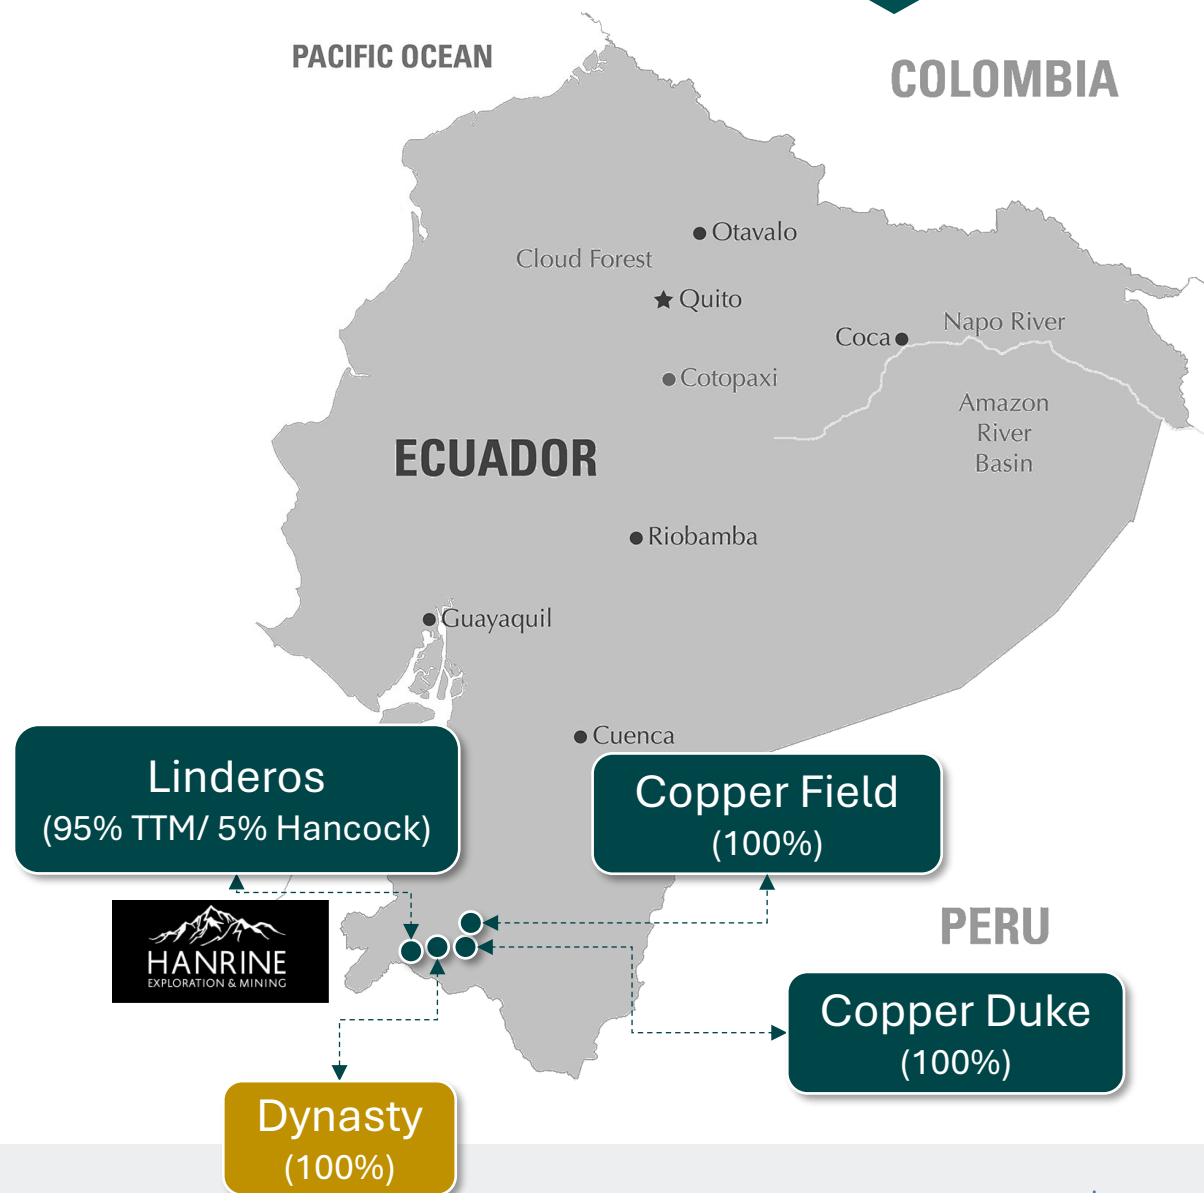 PACIFIC OCEAN
COLOMBIA
Otavalo
Cloud Forest
Quito
Napo River
Coca
Cotopaxi
Amazon
River
Basin
ECUADOR
Riobamba
Guayaquil
Cuenca
Linderos
(95% TTM/ 5% Hancock)
Copper Field
(100%)
HANRINE
EXPLORATION & MINING
PERU
Copper Duke
(100%)
Dynasty
(100%)